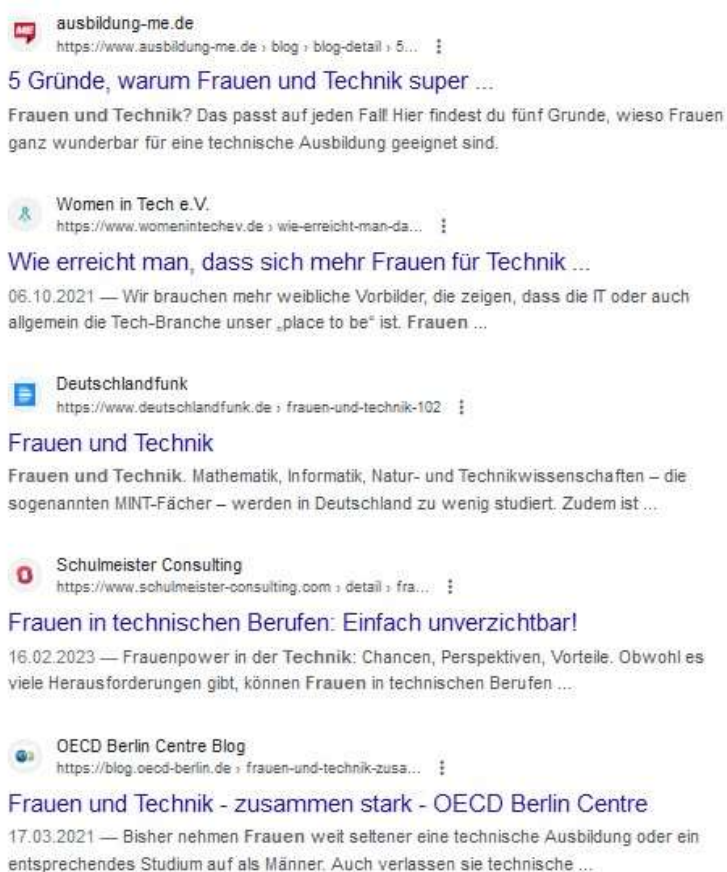 ME
ausbildung-me.de
https://www.ausbildung-me.de › blog › blog-detail › 5...
5 Gründe, warum Frauen und Technik super ...
Frauen und Technik? Das passt auf jeden Fall! Hier findest du fünf Grunde, wieso Frauen
ganz wunderbar für eine technische Ausbildung geeignet sind.
Women in Tech e.V.
https://www.womenintechev.de › wie-erreicht-man-da...
Wie erreicht man, dass sich mehr Frauen für Technik ...
06.10.2021 — Wir brauchen mehr weibliche Vorbilder, die zeigen, dass die IT oder auch
allgemein die Tech-Branche unser „place to be“ ist. Frauen ...
Deutschlandfunk
https://www.deutschlandfunk.de › frauen-und-technik-102
Frauen und Technik
Frauen und Technik. Mathematik, Informatik, Natur- und Technikwissenschaften – die
sogenannten MINT-Fächer – werden in Deutschland zu wenig studiert. Zudem ist ...
Schulmeister Consulting
https://www.schulmeister-consulting.com › detail › fra...
Frauen in technischen Berufen: Einfach unverzichtbar!
16.02.2023 — Frauenpower in der Technik: Chancen, Perspektiven, Vorteile. Obwohl es
viele Herausforderungen gibt, können Frauen in technischen Berufen ...
OECD Berlin Centre Blog
https://blog.oecd-berlin.de › frauen-und-technik-zusa...
Frauen und Technik - zusammen stark - OECD Berlin Centre
17.03.2021 — Bisher nehmen Frauen weit seltener eine technische Ausbildung oder ein
entsprechendes Studium auf als Männer. Auch verlassen sie technische ...